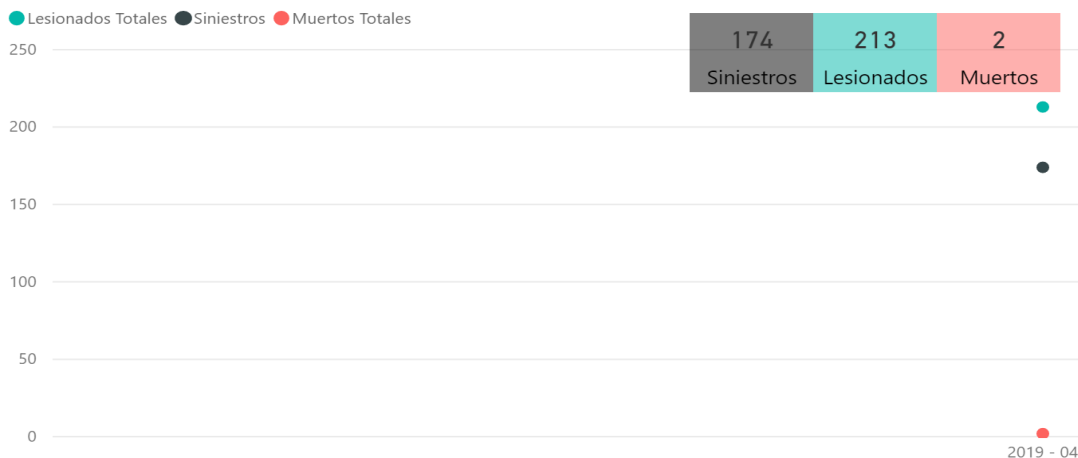 Lesionados Totales Siniestros Muertos Totales
174 213 2
Siniestros Lesionados Muertos
250
200
150
100
50
0
2019 - 04